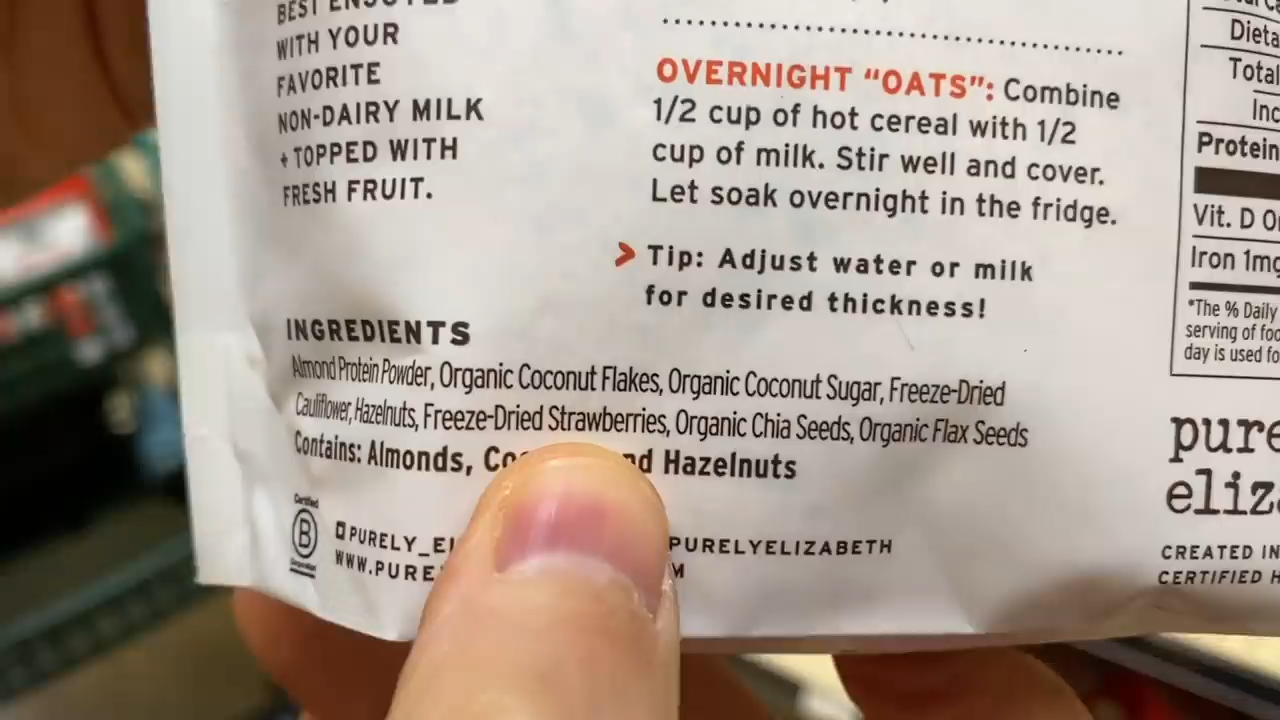 BEST ENJOYED
WITH YOUR
FAVORITE
NON-DAIRY MILK
+ TOPPED WITH
FRESH FRUIT.
OVERNIGHT “OATS”: Combine
1/2 cup of hot cereal with 1/2
cup of milk. Stir well and cover.
Let soak overnight in the fridge.
> Tip: Adjust water or milk
for desired thickness!
INGREDIENTS
Almond Protein Powder, Organic Coconut Flakes, Organic Coconut Sugar, Freeze-Dried
Cauliflower, Hazelnuts, Freeze-Dried Strawberries, Organic Chia Seeds, Organic Flax Seeds
Contains: Almonds, Co nd Hazelnuts
Certified
B
Corporation
PURELY_EL PURELYELIZABETH
WWW.PURE M
Dieta
Total
Inc
Protein
Vit. D 0
Iron 1mg
*The % Daily
serving of foo
day is used fo
pure
eliz
CREATED IN
CERTIFIED